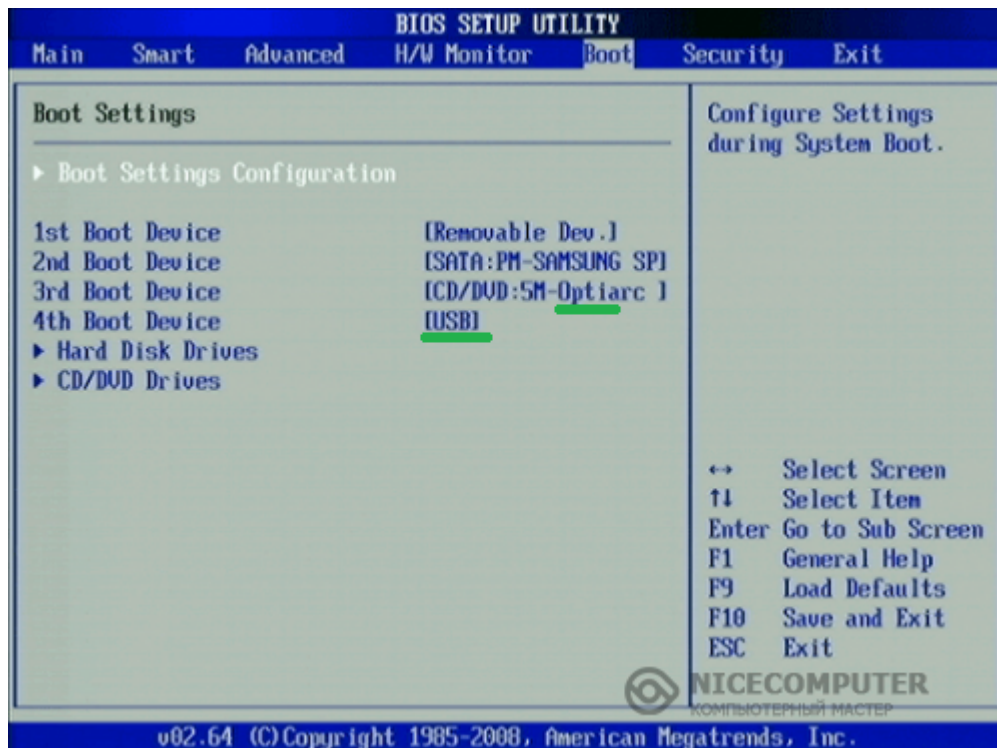 BIOS SETUP UTILITY
Main Smart Advanced H/W Monitor Boot Security Exit
Boot Settings
Boot Settings Configuration
1st Boot Device [Removable Dev.]
2nd Boot Device [SATA:PM-SAMSUNG SP]
3rd Boot Device [CD/DVD:5M-Optiarc ]
4th Boot Device [USB]
Hard Disk Drives
CD/DVD Drives
Configure Settings
during System Boot.
↔ Select Screen
↑↓ Select Item
Enter Go to Sub Screen
F1 General Help
F9 Load Defaults
F10 Save and Exit
ESC Exit
NICECOMPUTER
КОМПЬЮТЕРНЫЙ МАСТЕР
v02.64 (C)Copyright 1985-2008, American Megatrends, Inc.